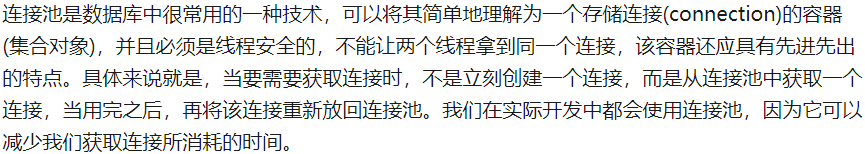 连接池是数据库中很常用的一种技术，可以将其简单地理解为一个存储连接(connection)的容器
(集合对象)，并且必须是线程安全的，不能让两个线程拿到同一个连接，该容器还应具有先进先出
的特点。具体来说就是，当要需要获取连接时，不是立刻创建一个连接，而是从连接池中获取一个
连接，当用完之后，再将该连接重新放回连接池。我们在实际开发中都会使用连接池，因为它可以
减少我们获取连接所消耗的时间。